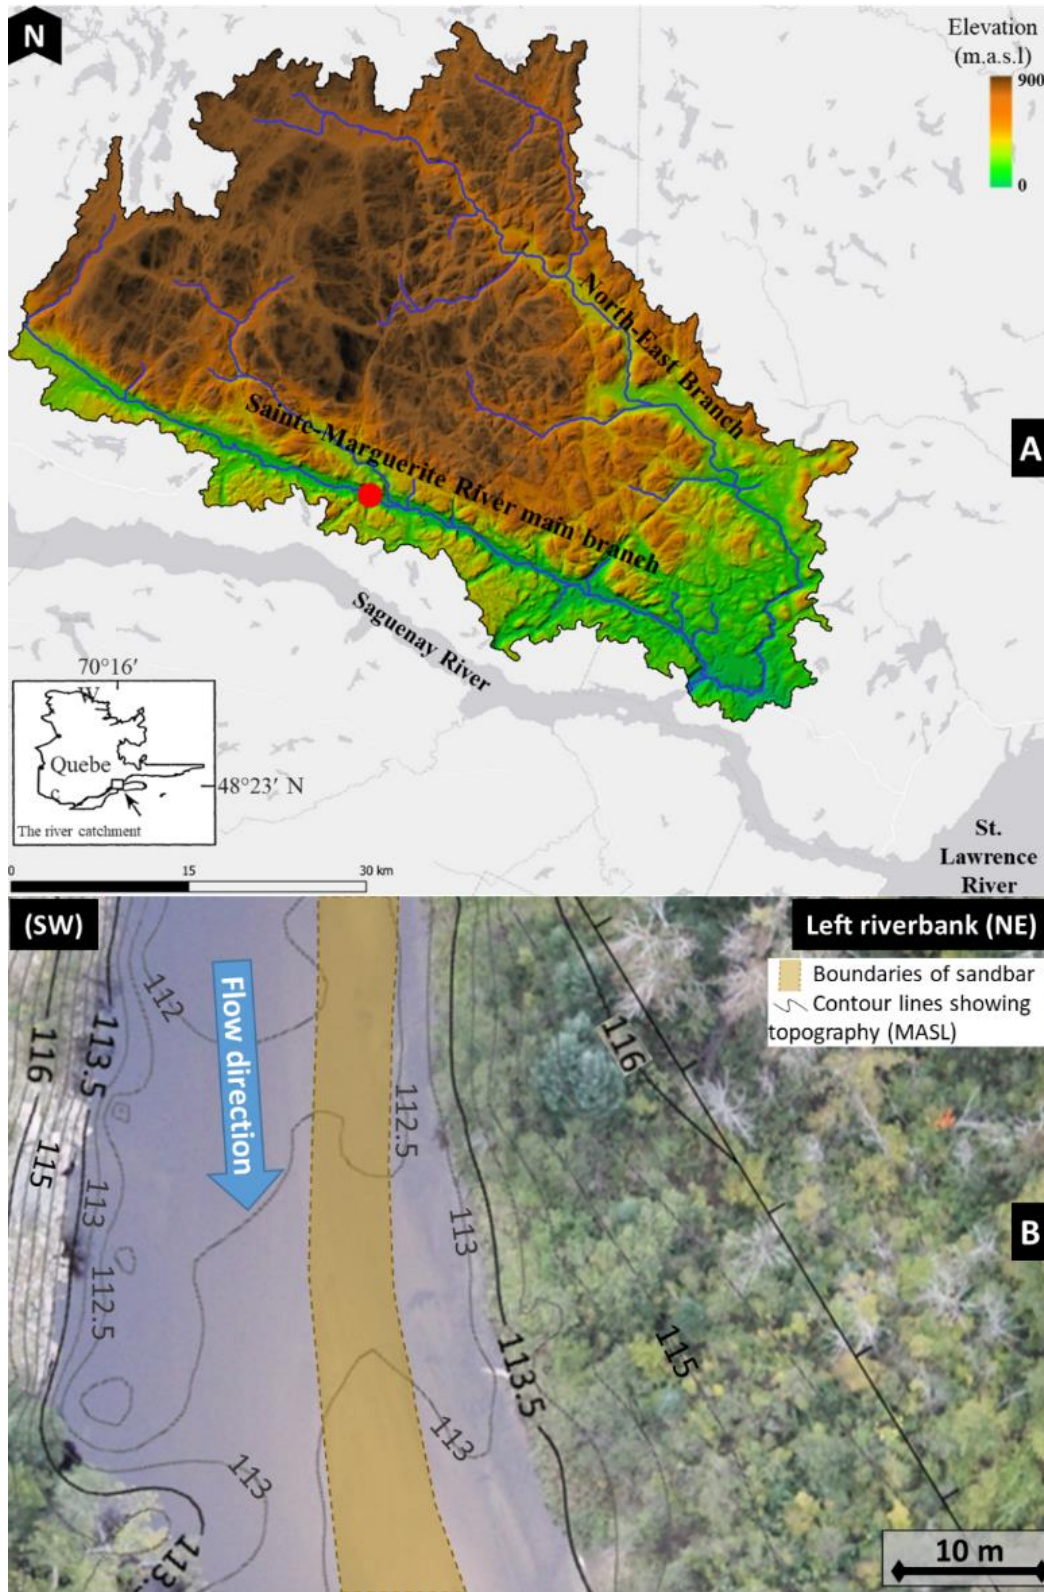 N
Elevation
(m.a.s.l)
900
0
North-East Branch
Sainte-Marguerite River main branch
A
Saguenay River
70°16′
W
Quebe
c
48°23′ N
The river catchment
0
15
30 km
St.
Lawrence
River
(SW)
Left riverbank (NE)
Boundaries of sandbar
Contour lines showing
topography (MASL)
Flow direction
112
116
113.5
115
113
112.5
112.5
113
116
115
113.5
113
113
113.
B
10 m